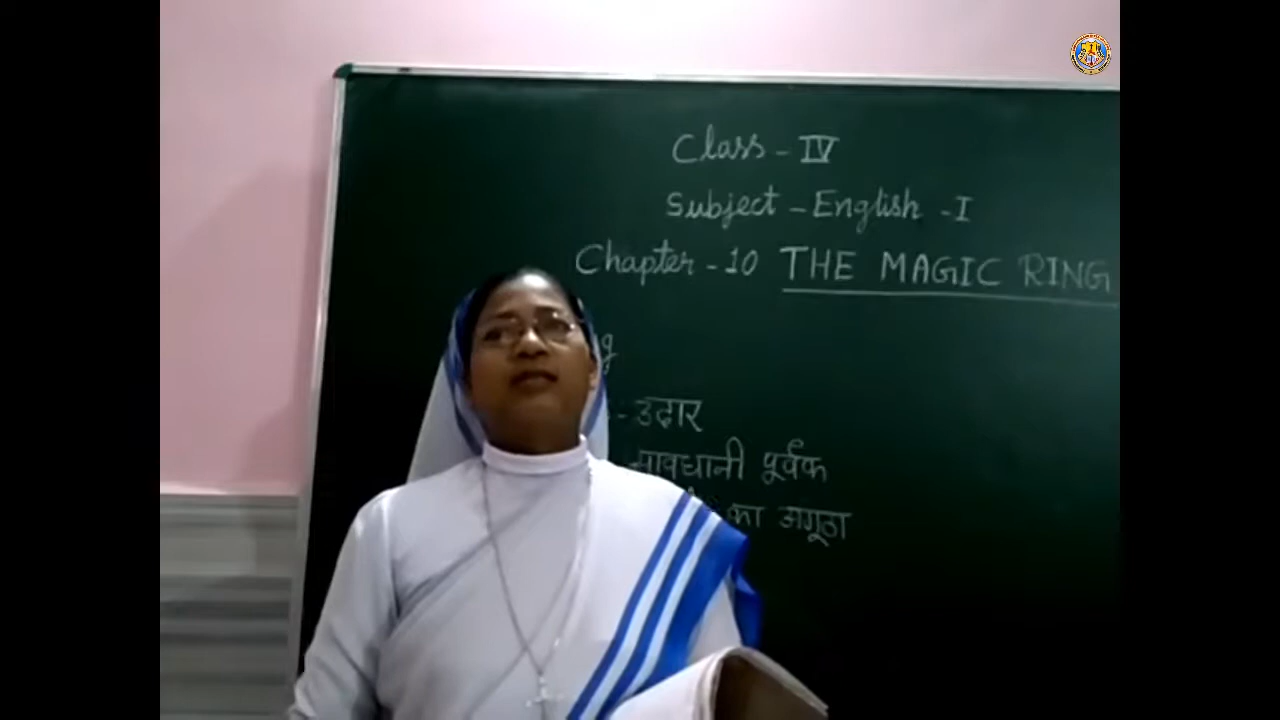 Class - IV
Subject - English - I
Chapter - 10 THE MAGIC RING
g
- उदार
सावधानी पूर्वक
का अंगूठा